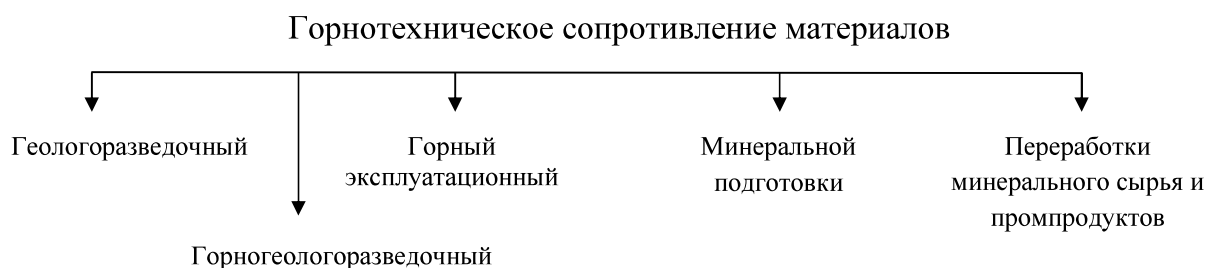 Горнотехническое сопротивление материалов
Геологоразведочный
Горный
эксплуатационный
Минеральной
подготовки
Переработки
минерального сырья и
промпродуктов
Горногеологоразведочный